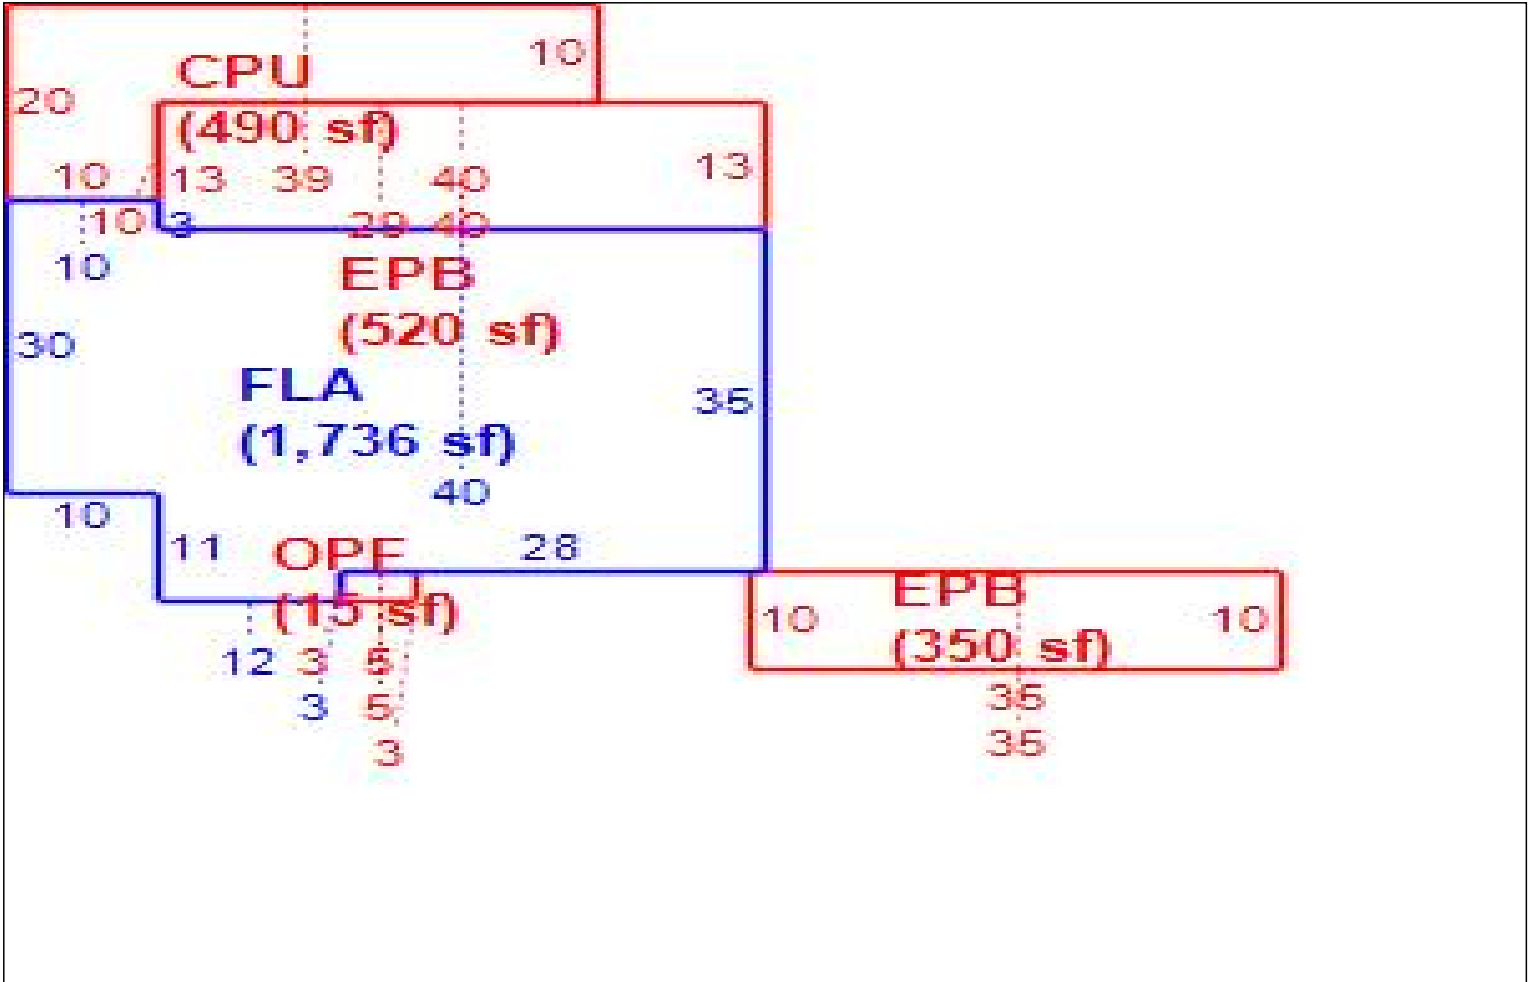 10
CPU
20
(490 sf)
13
10 13 39 40
10 3 29 40
10
EPB
(520 sf)
30
FLA
35
(1,736 sf)
40
10
11 OPF 28
EPB
(15 sf) 10 10
(350 sf)
12 3 5
3 5 35
3 35